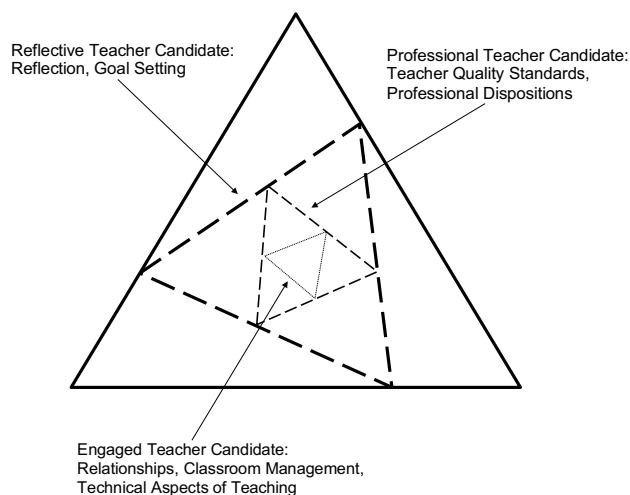 Reflective Teacher Candidate:
Reflection, Goal Setting
Professional Teacher Candidate:
Teacher Quality Standards,
Professional Dispositions
Engaged Teacher Candidate:
Relationships, Classroom Management,
Technical Aspects of Teaching